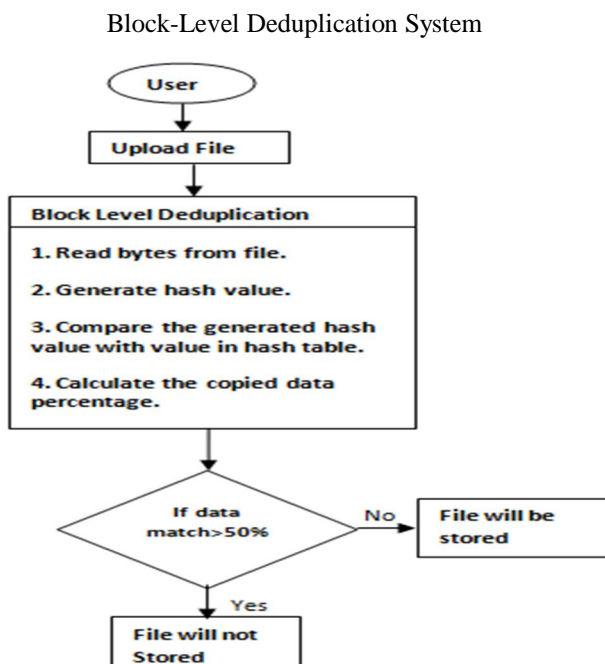 Block-Level Deduplication System
User
Upload File
Block Level Deduplication
1. Read bytes from file.
2. Generate hash value.
3. Compare the generated hash
value with value in hash table.
4. Calculate the copied data
percentage.
If data
match>50%
No
File will be
stored
Yes
File will not
Stored